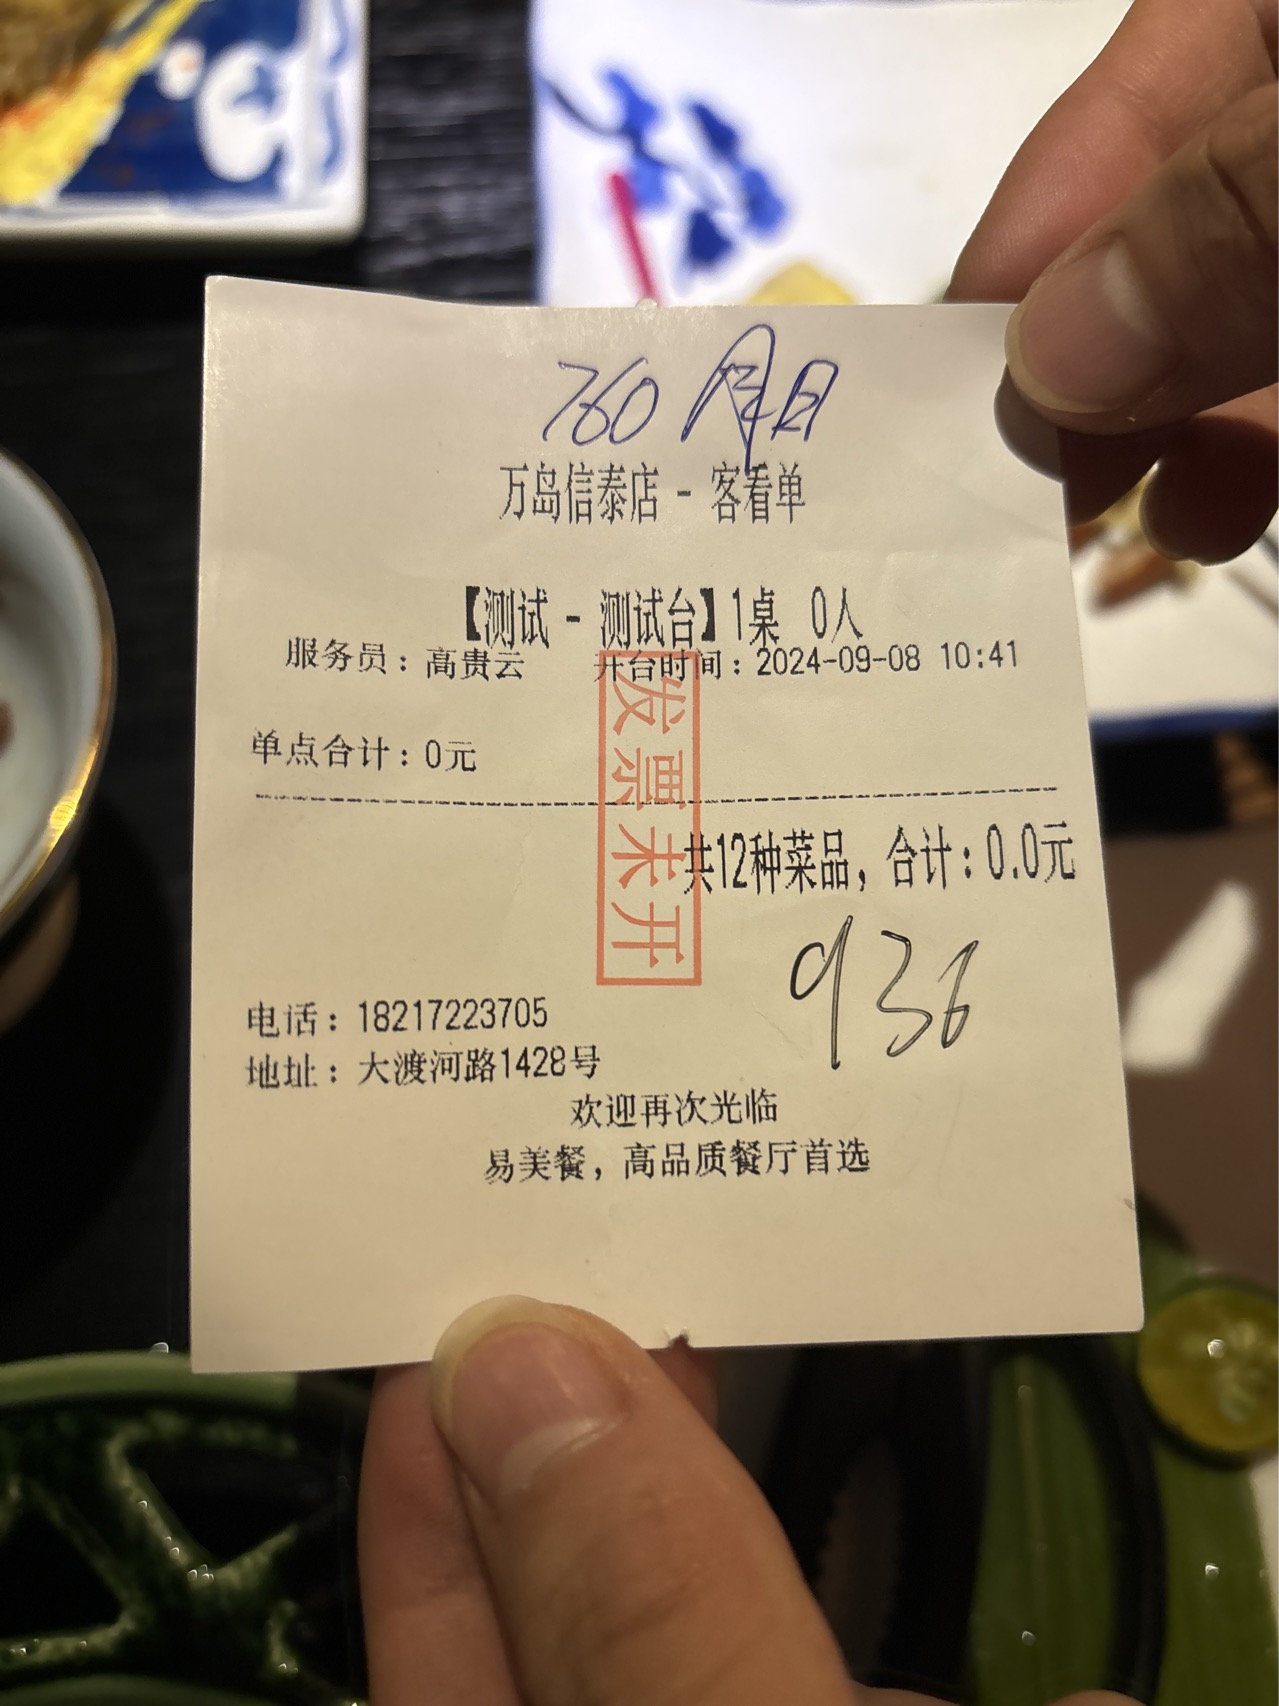 760
万岛信泰店 - 客看单
【测试 - 测试台】1桌 0人
服务员：高贵云 开台时间：2024-09-08 10:41
单点合计：0元
发票未开
共12种菜品，合计：0.0元
936
电话：18217223705
地址：大渡河路1428号
欢迎再次光临
易美餐，高品质餐厅首选